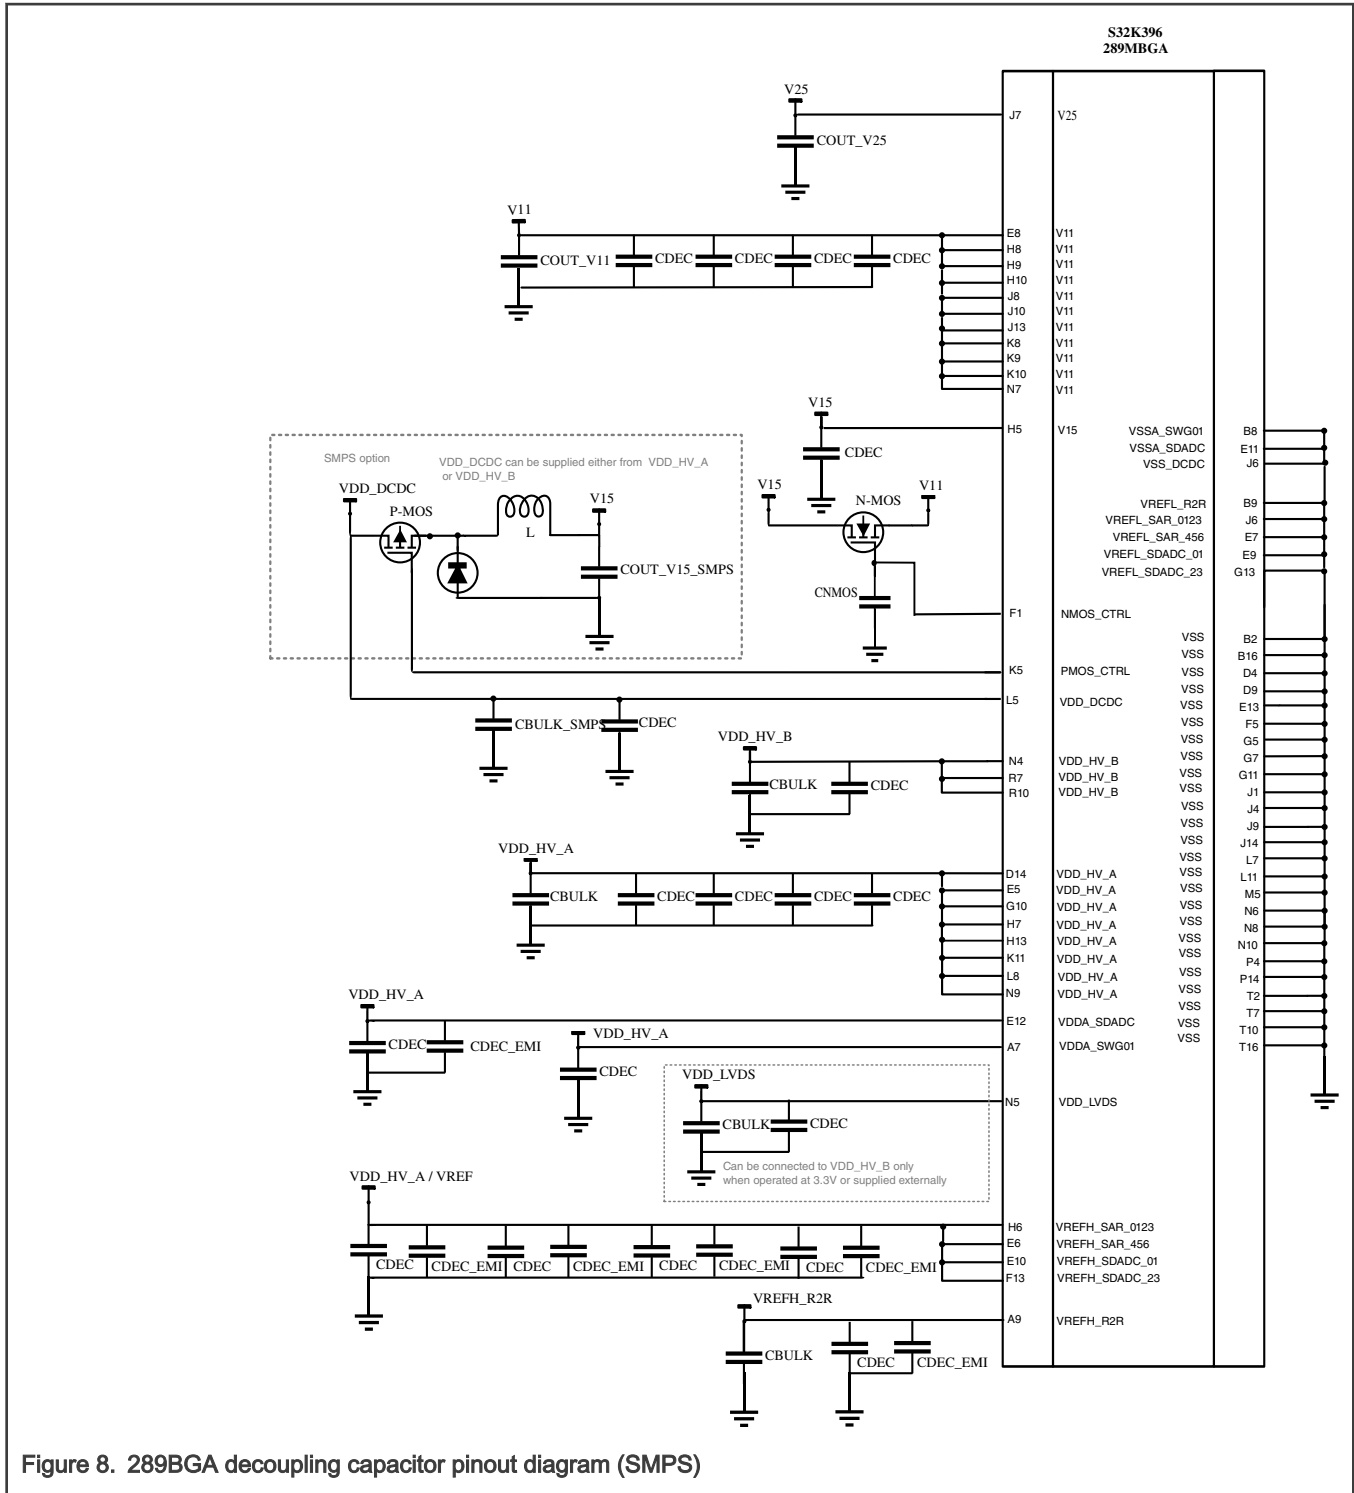 S32K396
289MBGA
V25
J7 V25
COUT_V25
V11
COUT_V11 CDEC CDEC CDEC CDEC
E8 V11
H8 V11
H9 V11
H10 V11
J8 V11
J10 V11
J13 V11
K8 V11
K9 V11
K10 V11
N7 V11
V15
H5 V15
CDEC
SMPS option
VDD_DCDC can be supplied either from VDD_HV_A
or VDD_HV_B
VDD_DCDC
P-MOS
L
V15
COUT_V15_SMPS
V15 N-MOS V11
CNMOS
F1 NMOS_CTRL
K5 PMOS_CTRL
L5 VDD_DCDC
CBULK_SMPS CDEC
VDD_HV_B
CBULK CDEC
N4 VDD_HV_B
R7 VDD_HV_B
R10 VDD_HV_B
VDD_HV_A
CBULK CDEC CDEC CDEC CDEC
D14 VDD_HV_A
E5 VDD_HV_A
G10 VDD_HV_A
H7 VDD_HV_A
H13 VDD_HV_A
K11 VDD_HV_A
L8 VDD_HV_A
N9 VDD_HV_A
VDD_HV_A
CDEC CDEC_EMI
E12 VDDA_SDADC
VDD_HV_A
CDEC
A7 VDDA_SWG01
VDD_LVDS
CBULK CDEC
N5 VDD_LVDS
Can be connected to VDD_HV_B only
when operated at 3.3V or supplied externally
VDD_HV_A / VREF
CDEC CDEC_EMI CDEC CDEC_EMI CDEC CDEC_EMI CDEC CDEC_EMI
H6 VREFH_SAR_0123
E6 VREFH_SAR_456
E10 VREFH_SDADC_01
F13 VREFH_SDADC_23
VREFH_R2R
CBULK CDEC CDEC_EMI
A9 VREFH_R2R
VSSA_SWG01 B8
VSSA_SDADC E11
VSS_DCDC J6
VREFL_R2R B9
VREFL_SAR_0123 J6
VREFL_SAR_456 E7
VREFL_SDADC_01 E9
VREFL_SDADC_23 G13
VSS B2
VSS B16
VSS D4
VSS D9
VSS E13
VSS F5
VSS G5
VSS G7
VSS G11
VSS J1
VSS J4
VSS J9
VSS J14
VSS L7
VSS L11
VSS M5
VSS N6
VSS N8
VSS N10
VSS P4
VSS P14
VSS T2
VSS T7
VSS T10
VSS T16
Figure 8. 289BGA decoupling capacitor pinout diagram (SMPS)